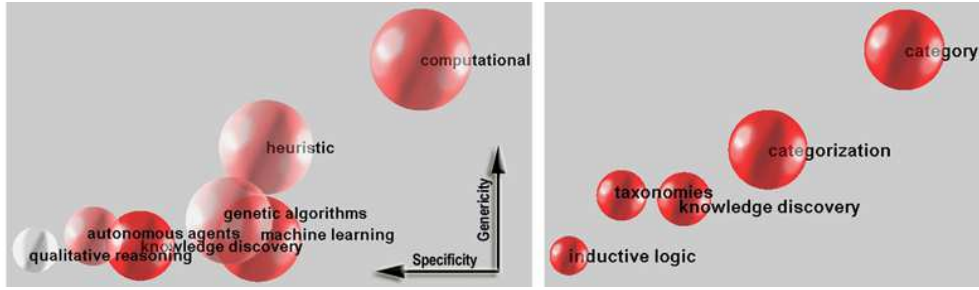 computational
heuristic
genetic algorithms
machine learning
autonomous agents
knowledge discovery
qualitative reasoning
Genericity
Specificity
category
categorization
taxonomies
knowledge discovery
inductive logic